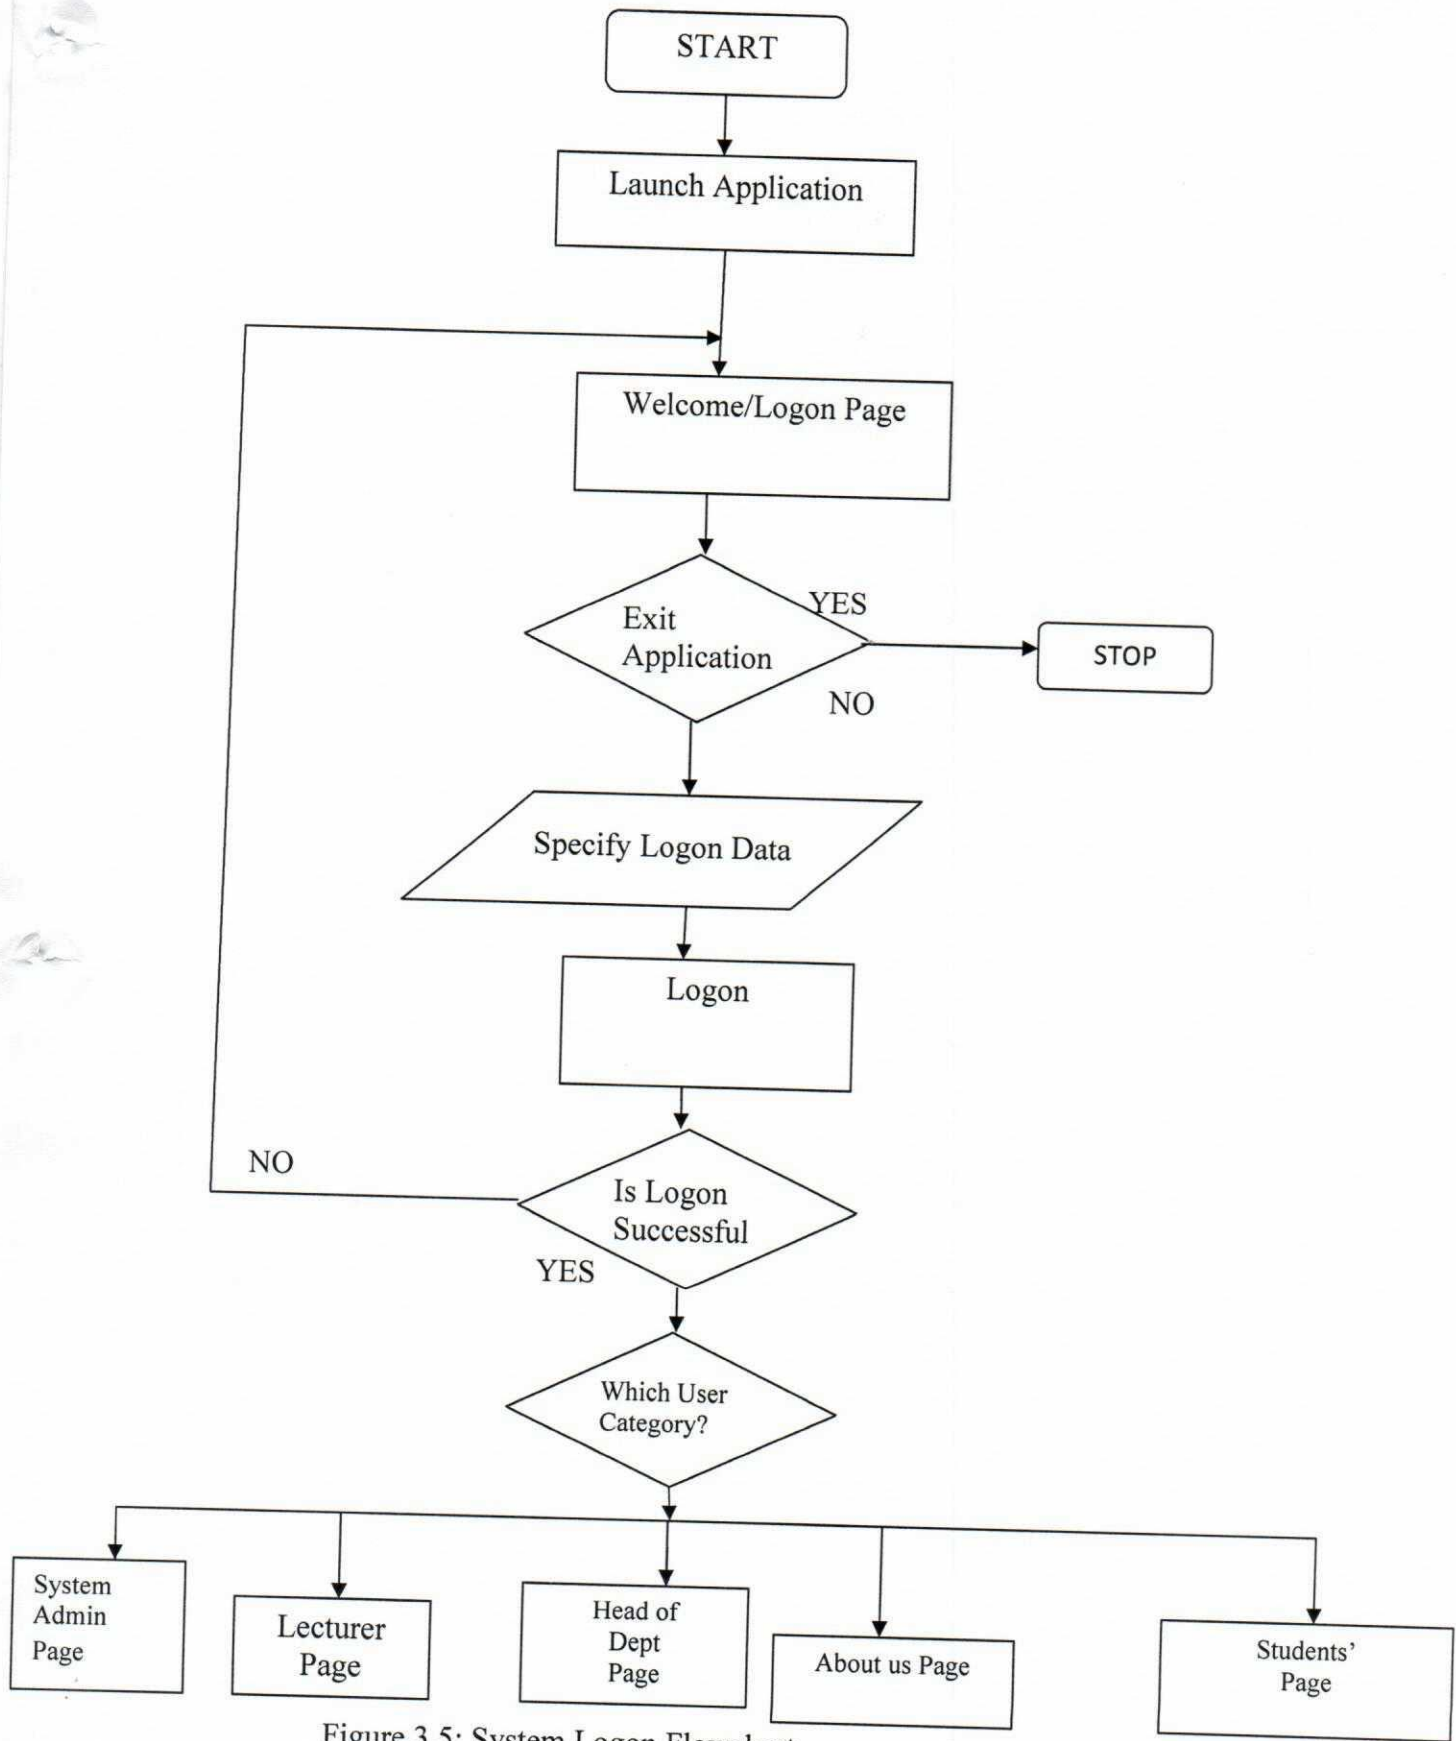 START
Launch Application
Welcome/Logon Page
YES
Exit
Application
STOP
NO
Specify Logon Data
Logon
NO
Is Logon
Successful
YES
Which User
Category?
System
Admin
Page
Lecturer
Page
Head of
Dept
Page
About us Page
Students’
Page
Figure 3.5: System Logon Flowchart